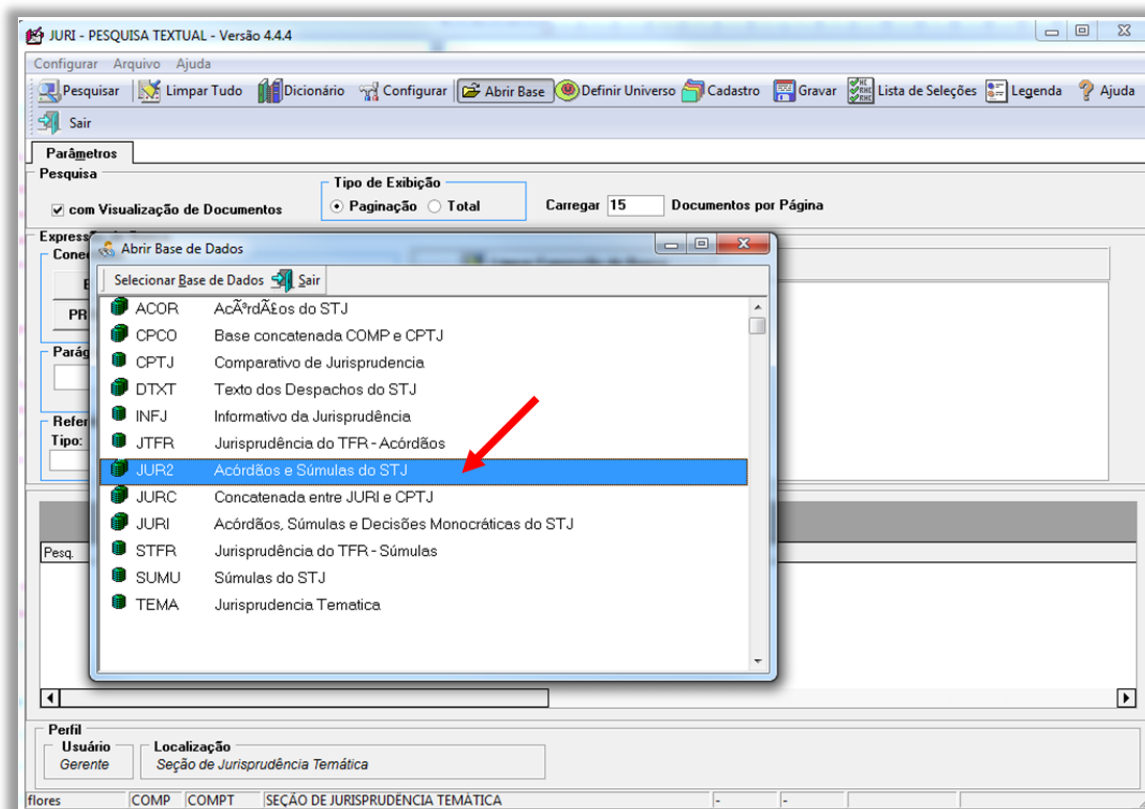 JURI - PESQUISA TEXTUAL - Versão 4.4.4
Configurar Arquivo Ajuda
Pesquisar Limpar Tudo Dicionário Configurar Abrir Base Definir Universo Cadastro Gravar Lista de Seleções Legenda Ajuda
Sair
Parâmetros
Pesquisa
Tipo de Exibição
com Visualização de Documentos Paginação Total Carregar 15 Documentos por Página
Abrir Base de Dados
Selecionar Base de Dados Sair
ACOR AcÃªrdÃ£os do STJ
CPCO Base concatenada COMP e CPTJ
CPTJ Comparativo de Jurisprudencia
DTXT Texto dos Despachos do STJ
INFJ Informativo da Jurisprudência
JTFR Jurisprudência do TFR - Acórdãos
JUR2 Acórdãos e Súmulas do STJ
JURC Concatenada entre JURI e CPTJ
JURI Acórdãos, Súmulas e Decisões Monocráticas do STJ
STFR Jurisprudência do TFR - Súmulas
SUMU Súmulas do STJ
TEMA Jurisprudencia Tematica
Tipo:
Pesq.
Perfil
Usuário Localização
Gerente Seção de Jurisprudência Temática
flores COMP COMPT SEÇÃO DE JURISPRUDÊNCIA TEMÁTICA - -